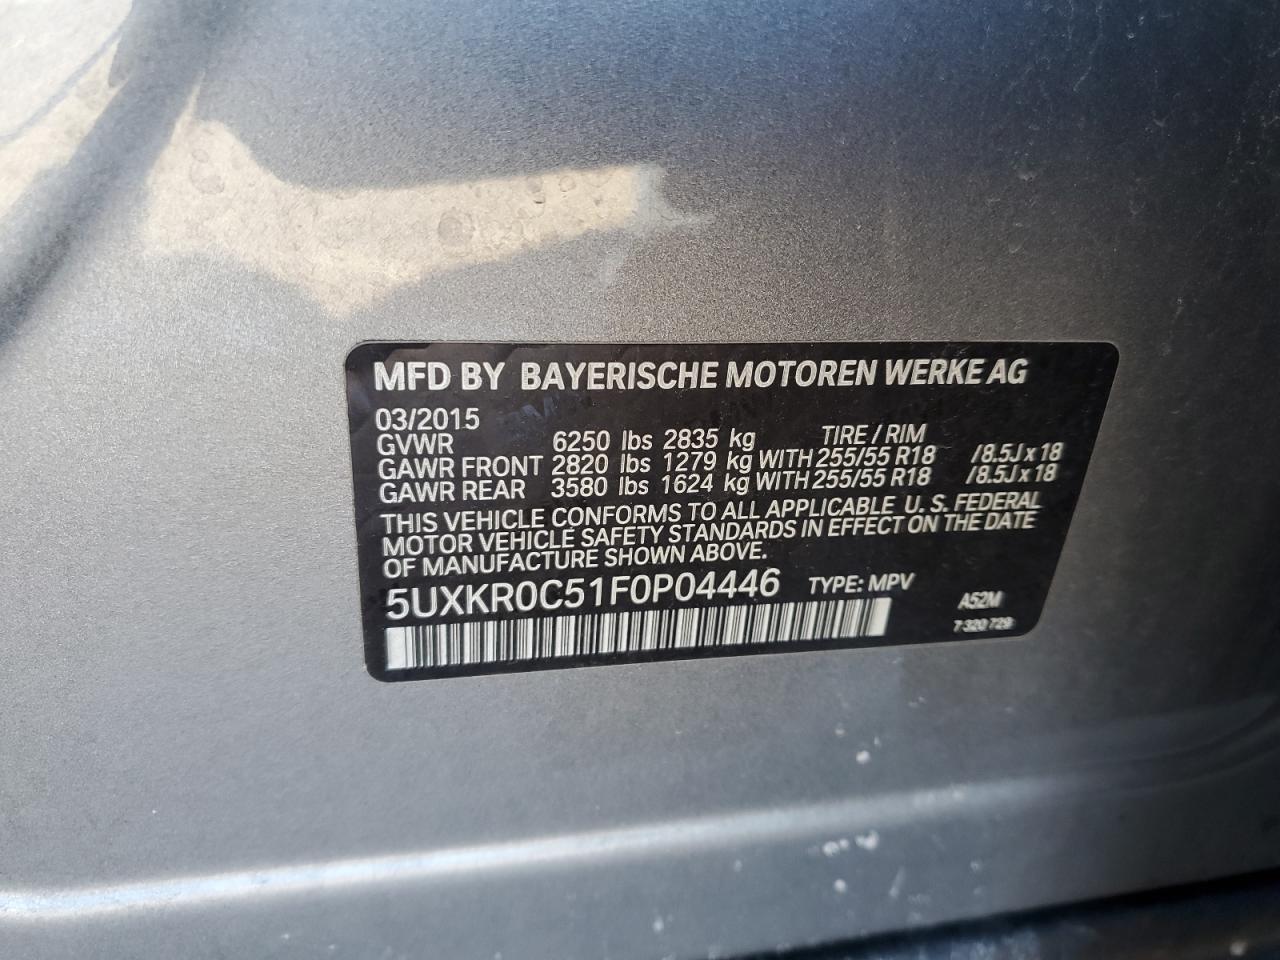 MFD BY BAYERISCHE MOTOREN WERKE AG
03/2015
GVWR 6250 lbs 2835 kg TIRE / RIM
GAWR FRONT 2820 lbs 1279 kg WITH 255/55 R18 /8.5J x 18
GAWR REAR 3580 lbs 1624 kg WITH 255/55 R18 /8.5J x 18
THIS VEHICLE CONFORMS TO ALL APPLICABLE U. S. FEDERAL
MOTOR VEHICLE SAFETY STANDARDS IN EFFECT ON THE DATE
OF MANUFACTURE SHOWN ABOVE.
5UXKR0C51F0P04446 TYPE: MPV
A52M
7 320 729